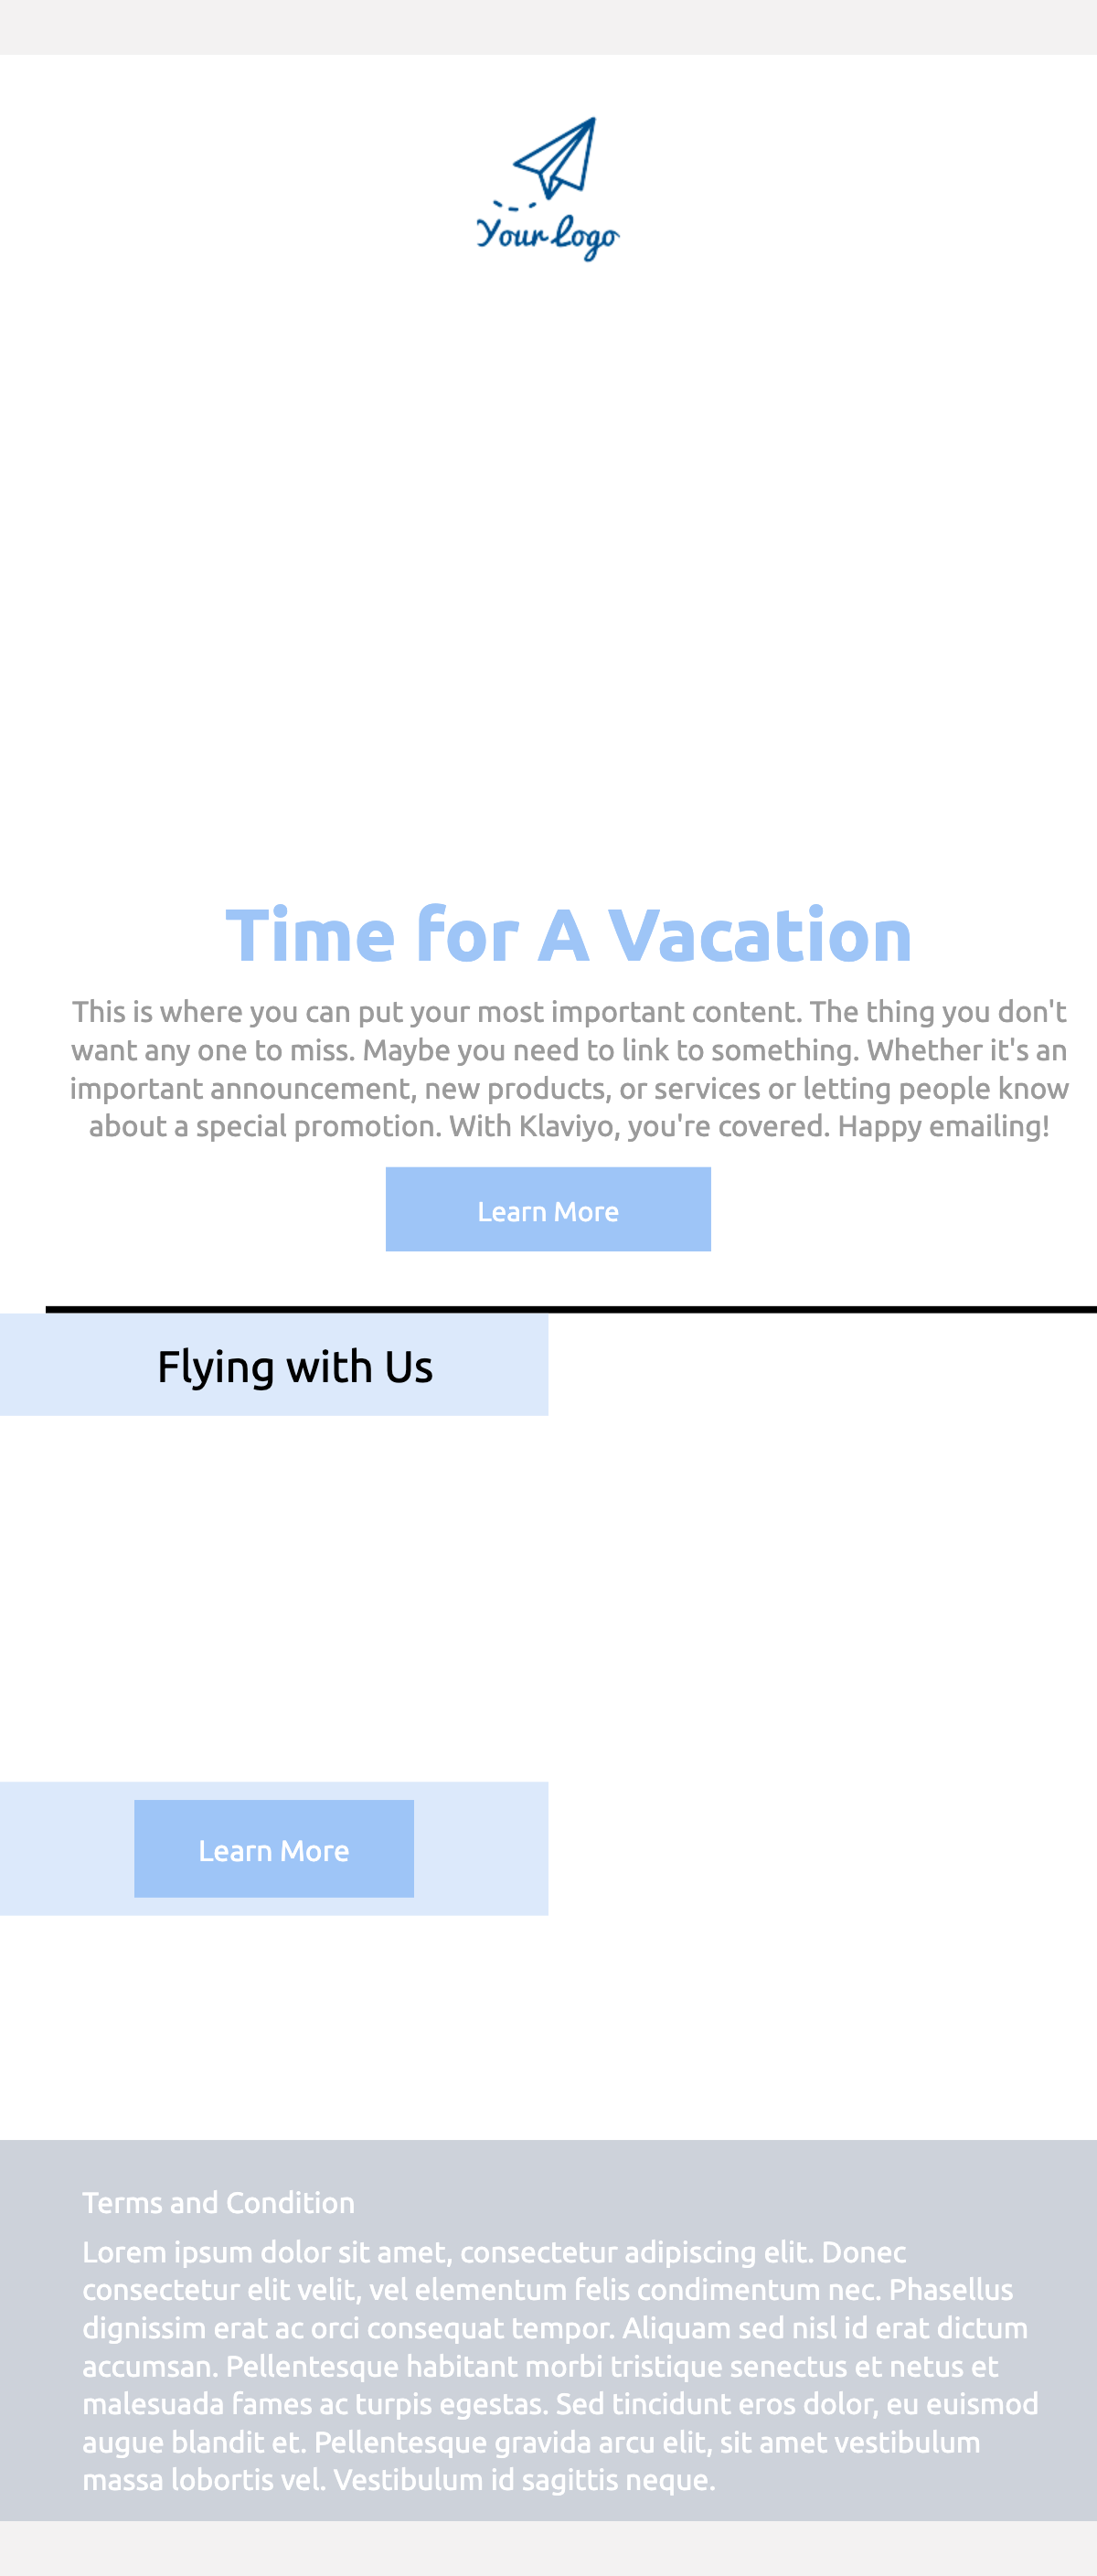 Your Logo
Time for A Vacation
This is where you can put your most important content. The thing you don't
want any one to miss. Maybe you need to link to something. Whether it's an
important announcement, new products, or services or letting people know
about a special promotion. With Klaviyo, you're covered. Happy emailing!
Learn More
Flying with Us
Learn More
Terms and Condition
Lorem ipsum dolor sit amet, consectetur adipiscing elit. Donec
consectetur elit velit, vel elementum felis condimentum nec. Phasellus
dignissim erat ac orci consequat tempor. Aliquam sed nisl id erat dictum
accumsan. Pellentesque habitant morbi tristique senectus et netus et
malesuada fames ac turpis egestas. Sed tincidunt eros dolor, eu euismod
augue blandit et. Pellentesque gravida arcu elit, sit amet vestibulum
massa lobortis vel. Vestibulum id sagittis neque.